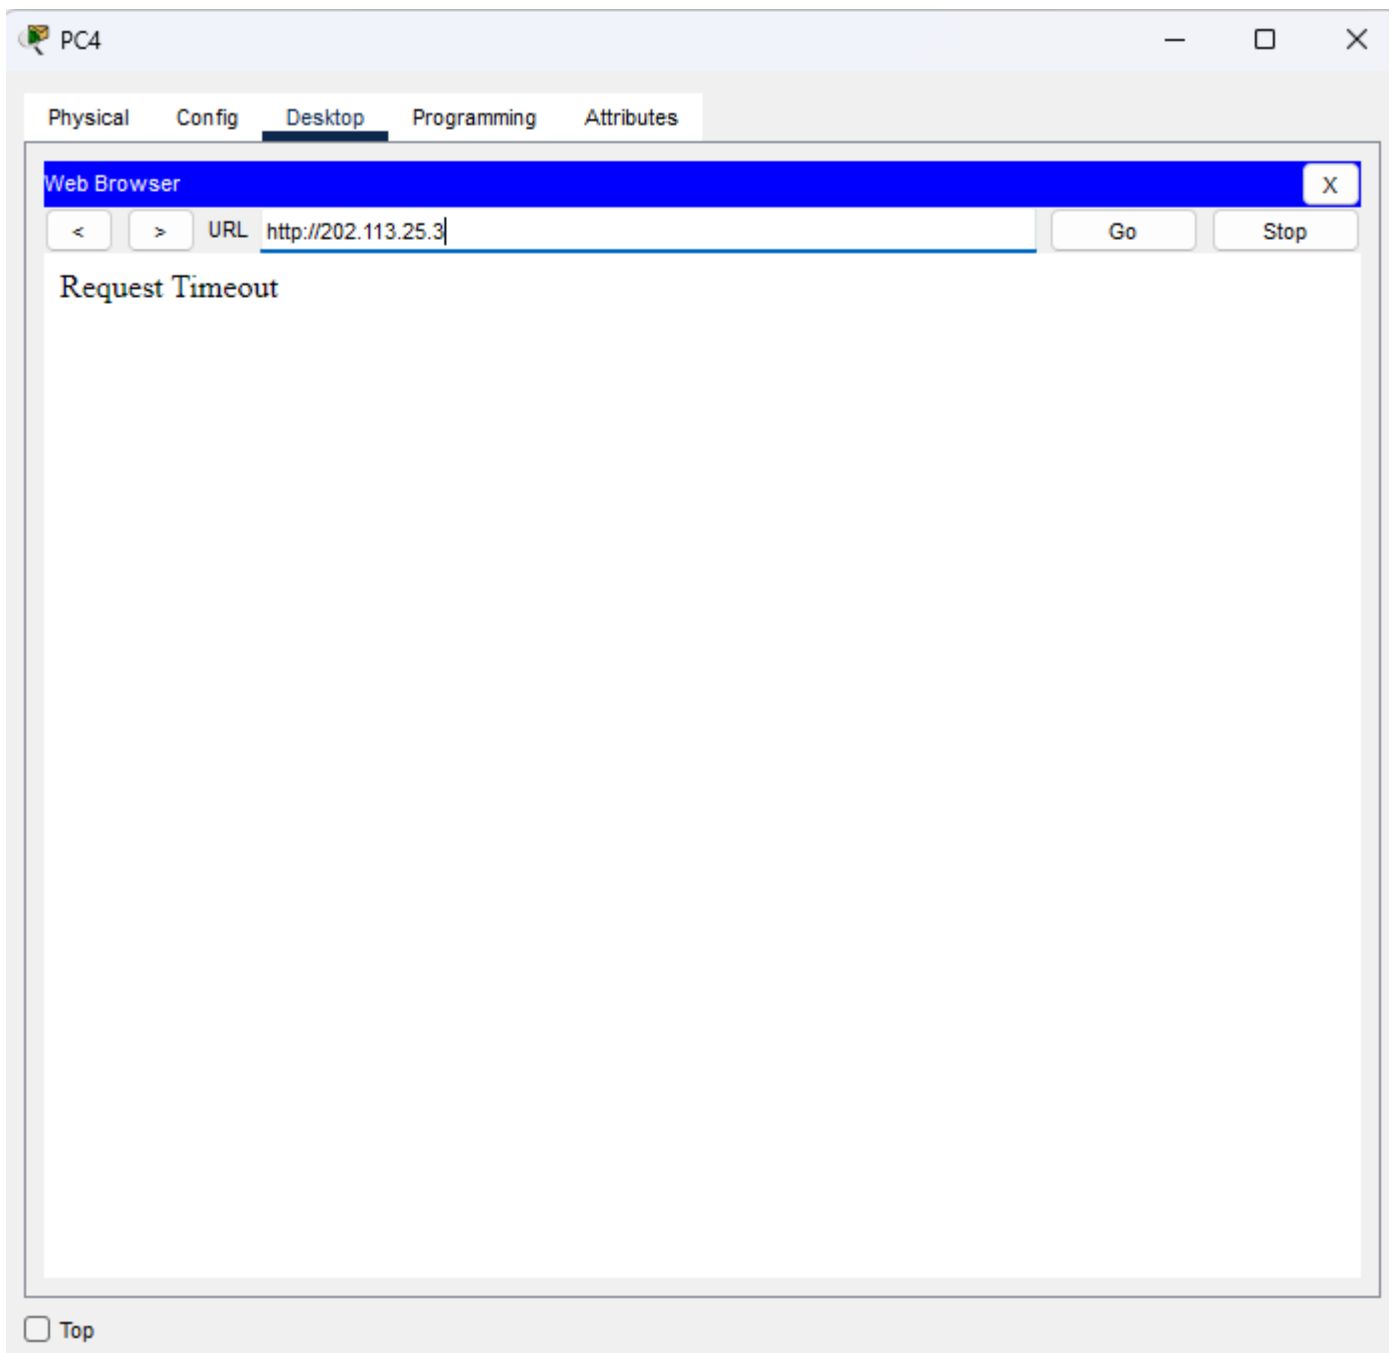 PC4
Physical Config Desktop Programming Attributes
Web Browser X
< > URL http://202.113.25.3 Go Stop
Request Timeout
Top